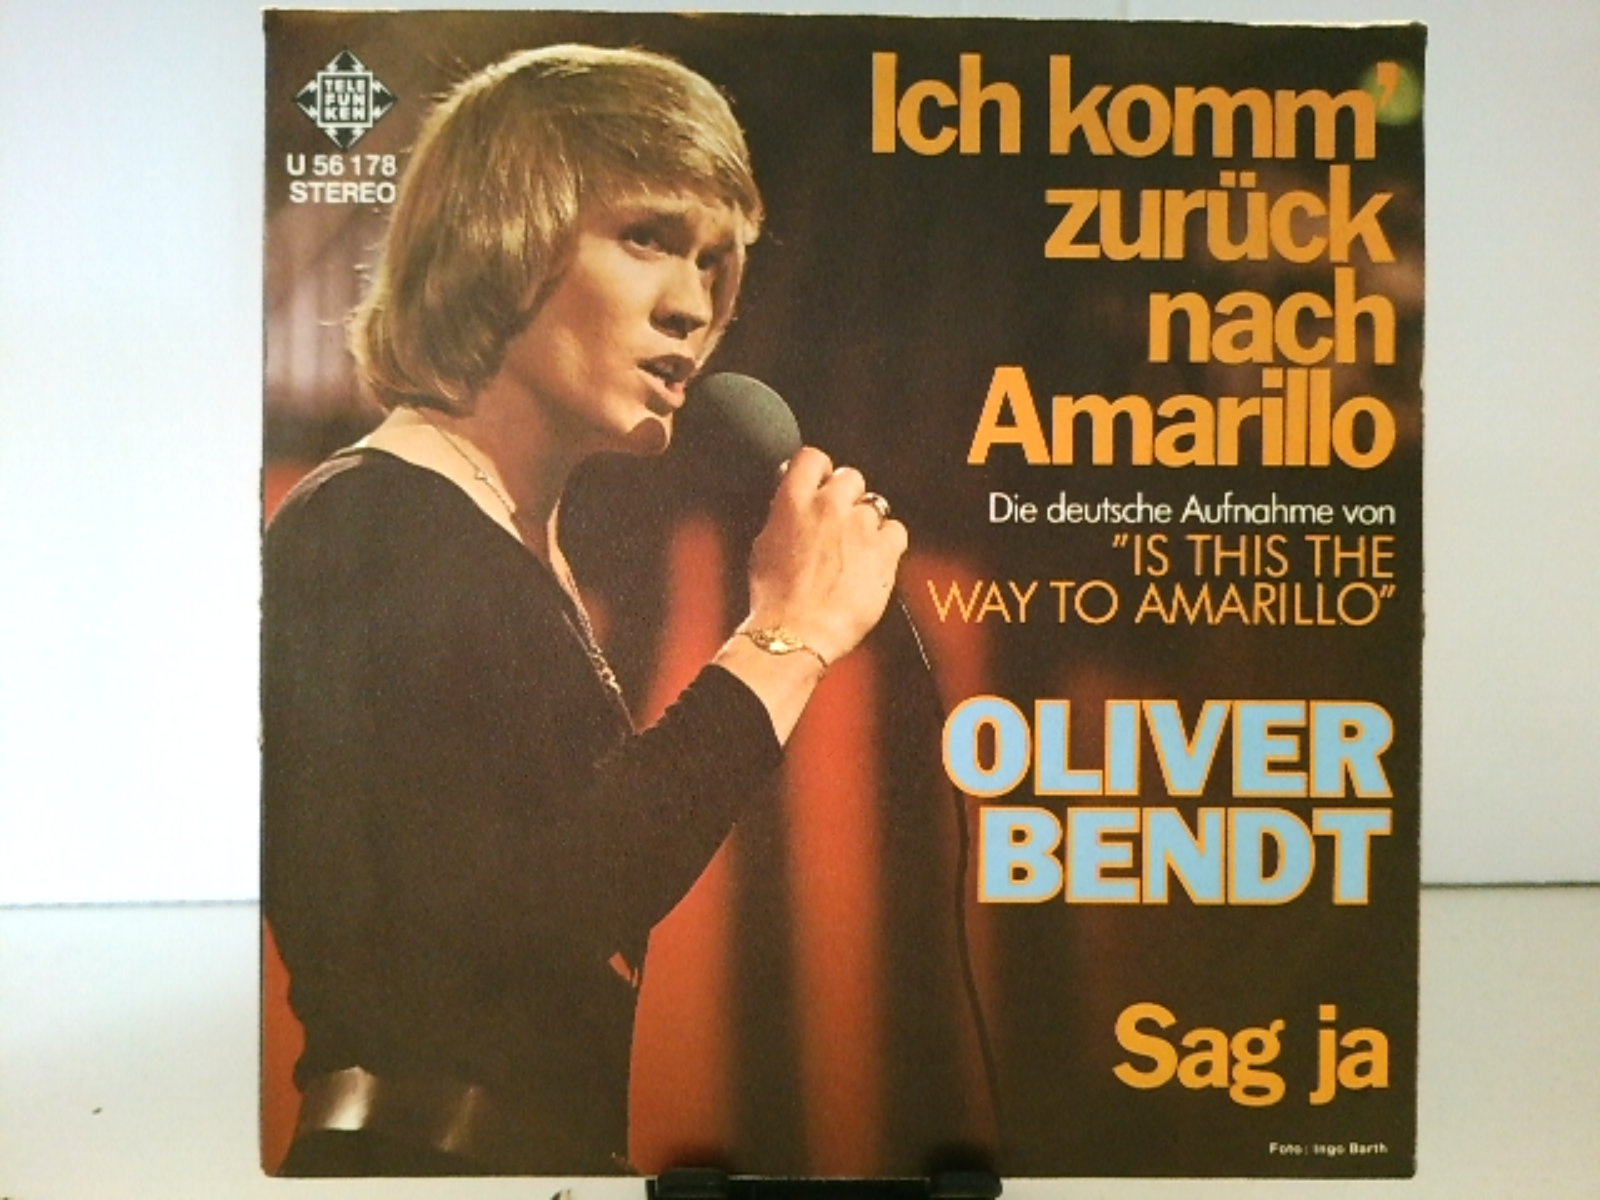 TELE
FUN
KEN
U 56 178
STEREO
Ich komm'
zurück
nach
Amarillo
Die deutsche Aufnahme von
"IS THIS THE
WAY TO AMARILLO"
OLIVER
BENDT
Sag ja
Foto: Ingo Barth